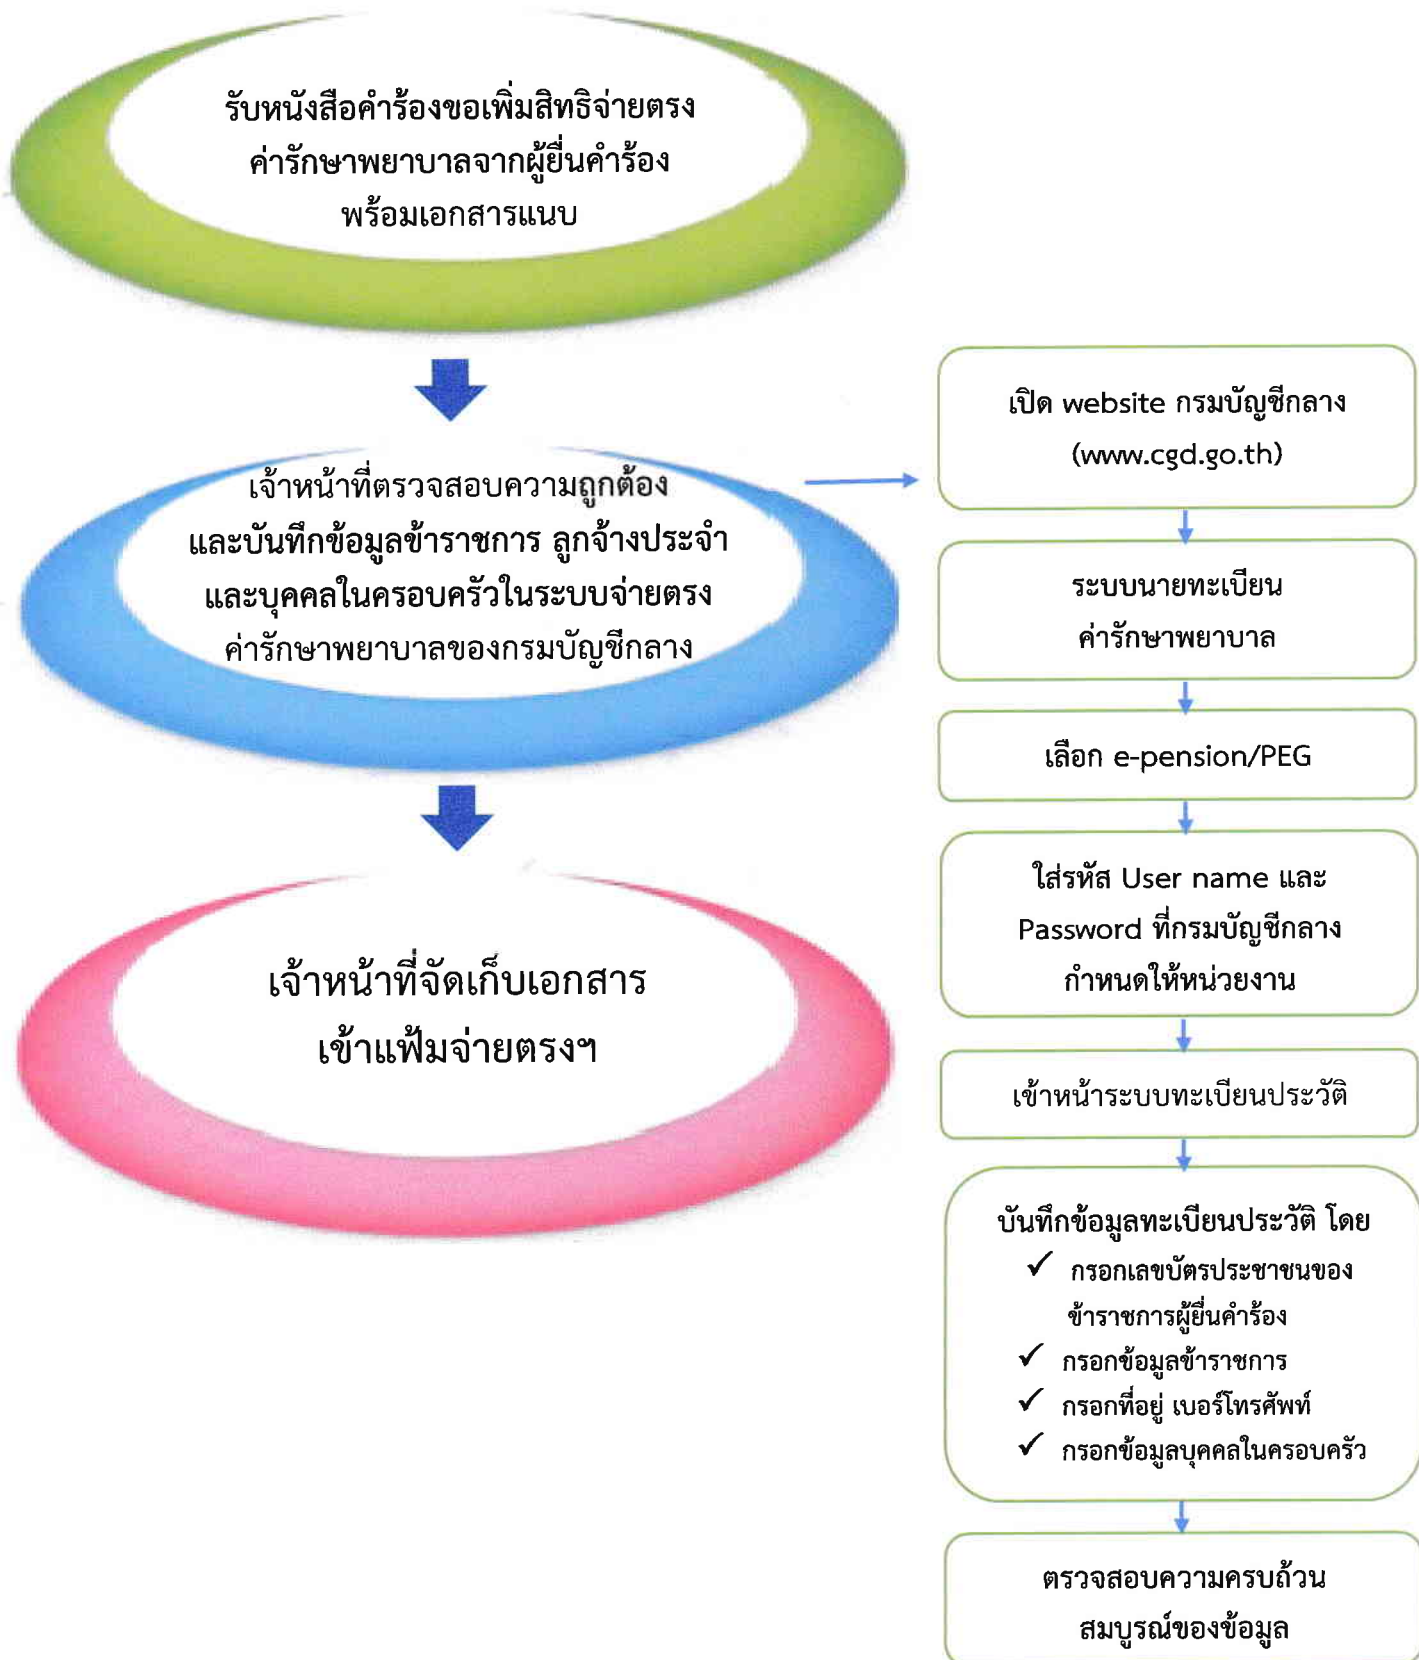 รับหนังสือคำร้องขอเพิ่มสิทธิจ่ายตรง
ค่ารักษาพยาบาลจากผู้ยื่นคำร้อง
พร้อมเอกสารแนบ
เจ้าหน้าที่ตรวจสอบความถูกต้อง
และบันทึกข้อมูลข้าราชการ ลูกจ้างประจำ
และบุคคลในครอบครัวในระบบจ่ายตรง
ค่ารักษาพยาบาลของกรมบัญชีกลาง
เจ้าหน้าที่จัดเก็บเอกสาร
เข้าแฟ้มจ่ายตรงฯ
เปิด website กรมบัญชีกลาง
(www.cgd.go.th)
ระบบนายทะเบียน
ค่ารักษาพยาบาล
เลือก e-pension/PEG
ใส่รหัส User name และ
Password ที่กรมบัญชีกลาง
กำหนดให้หน่วยงาน
เข้าหน้าระบบทะเบียนประวัติ
บันทึกข้อมูลทะเบียนประวัติ โดย
✓ กรอกเลขบัตรประชาชนของ
ข้าราชการผู้ยื่นคำร้อง
✓ กรอกข้อมูลข้าราชการ
✓ กรอกที่อยู่ เบอร์โทรศัพท์
✓ กรอกข้อมูลบุคคลในครอบครัว
ตรวจสอบความครบถ้วน
สมบูรณ์ของข้อมูล